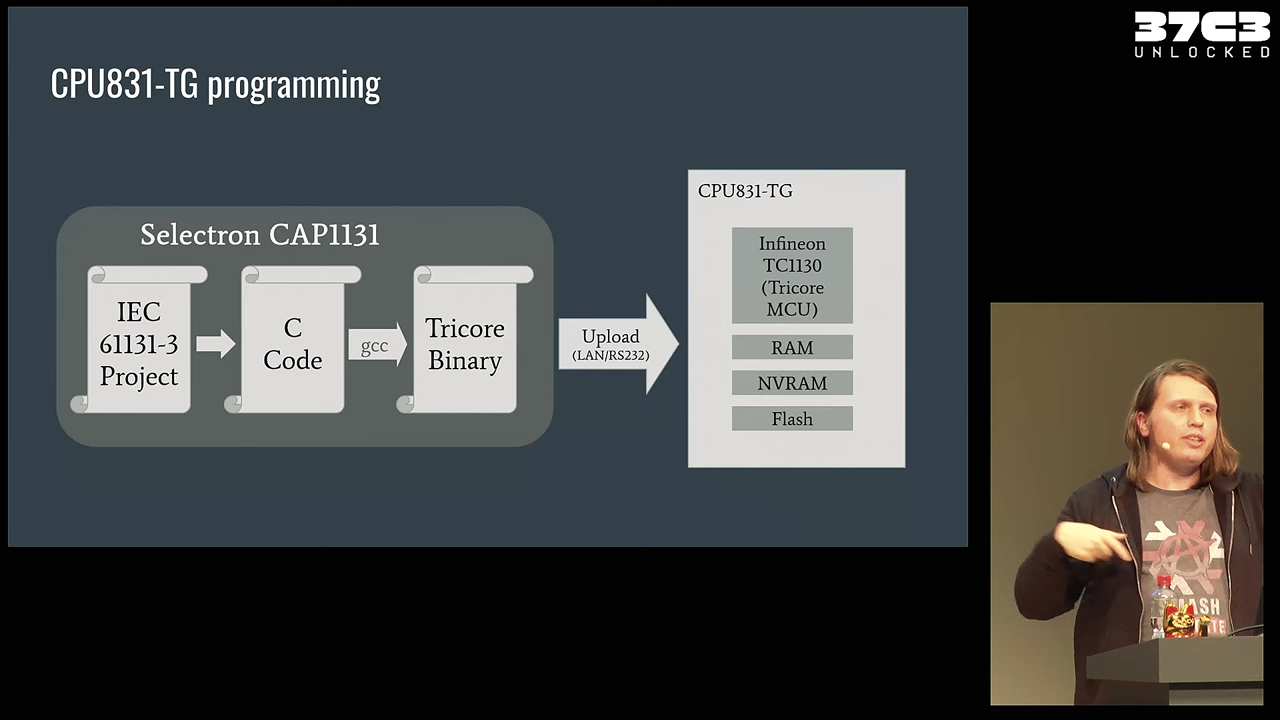 37C3
UNLOCKED
CPU831-TG programming
Selectron CAP1131
IEC
61131-3
Project
C
Code
gcc
Tricore
Binary
Upload
(LAN/RS232)
CPU831-TG
Infineon
TC1130
(Tricore
MCU)
RAM
NVRAM
Flash